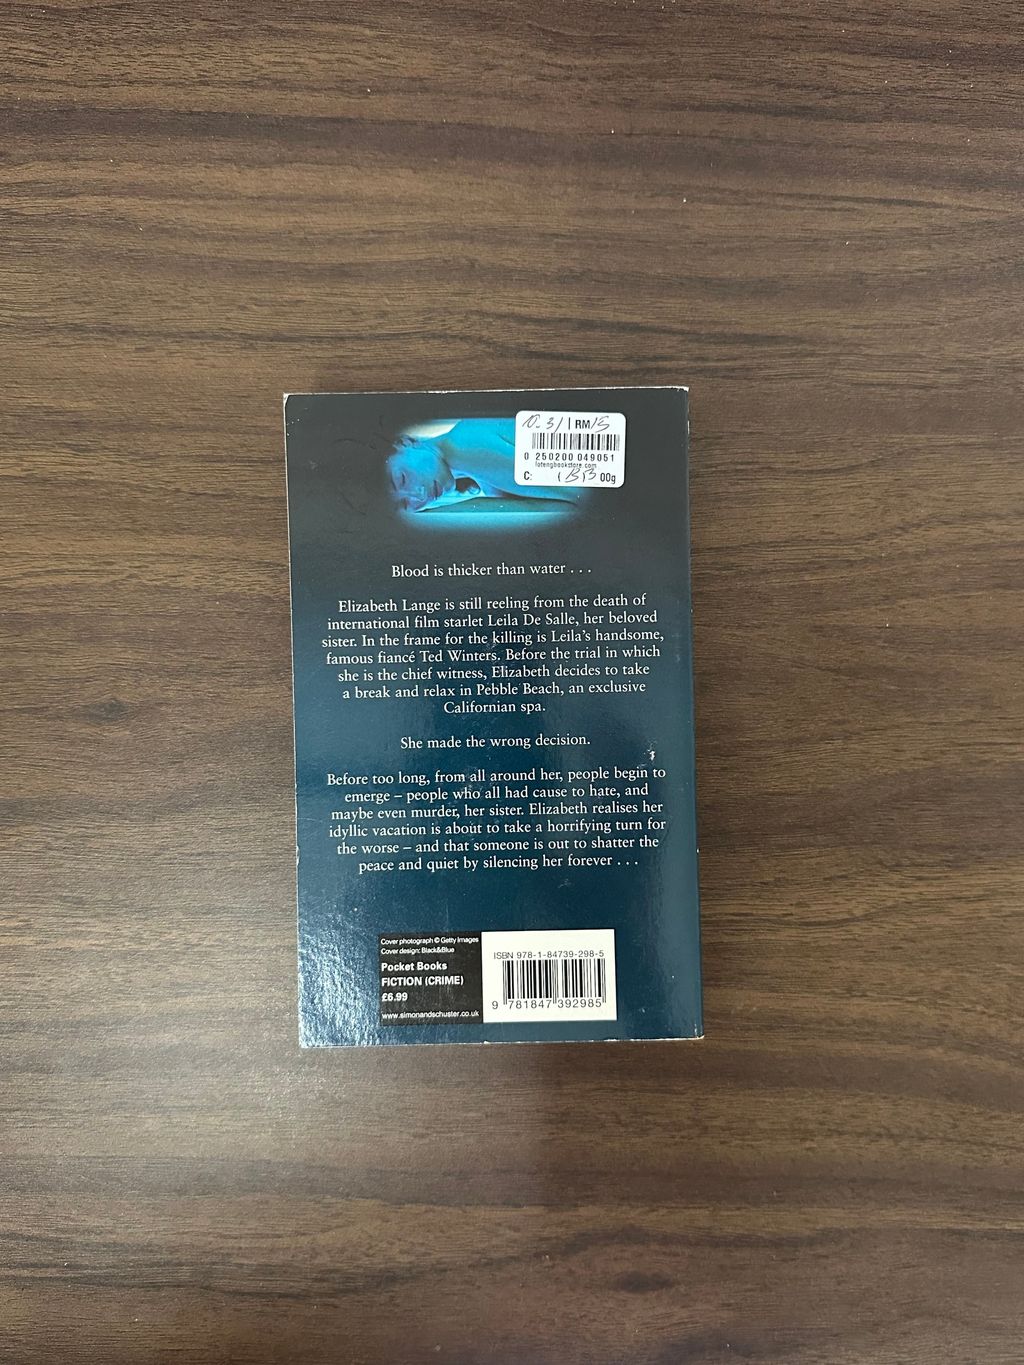 RM/5
0 250200 049051
C: 00g
Blood is thicker than water . . .
Elizabeth Lange is still reeling from the death of
international film starlet Leila De Salle, her beloved
sister. In the frame for the killing is Leila's handsome,
famous fiancé Ted Winters. Before the trial in which
she is the chief witness, Elizabeth decides to take
a break and relax in Pebble Beach, an exclusive
Californian spa.
She made the wrong decision.
Before too long, from all around her, people begin to
emerge – people who all had cause to hate, and
maybe even murder, her sister. Elizabeth realises her
idyllic vacation is about to take a horrifying turn for
the worse – and that someone is out to shatter the
peace and quiet by silencing her forever . . .
Cover photograph © Getty Images
Cover design: Black&Blue
Pocket Books
FICTION (CRIME)
£6.99
www.simonandschuster.co.uk
ISBN 978-1-84739-298-5
9 781847 392985